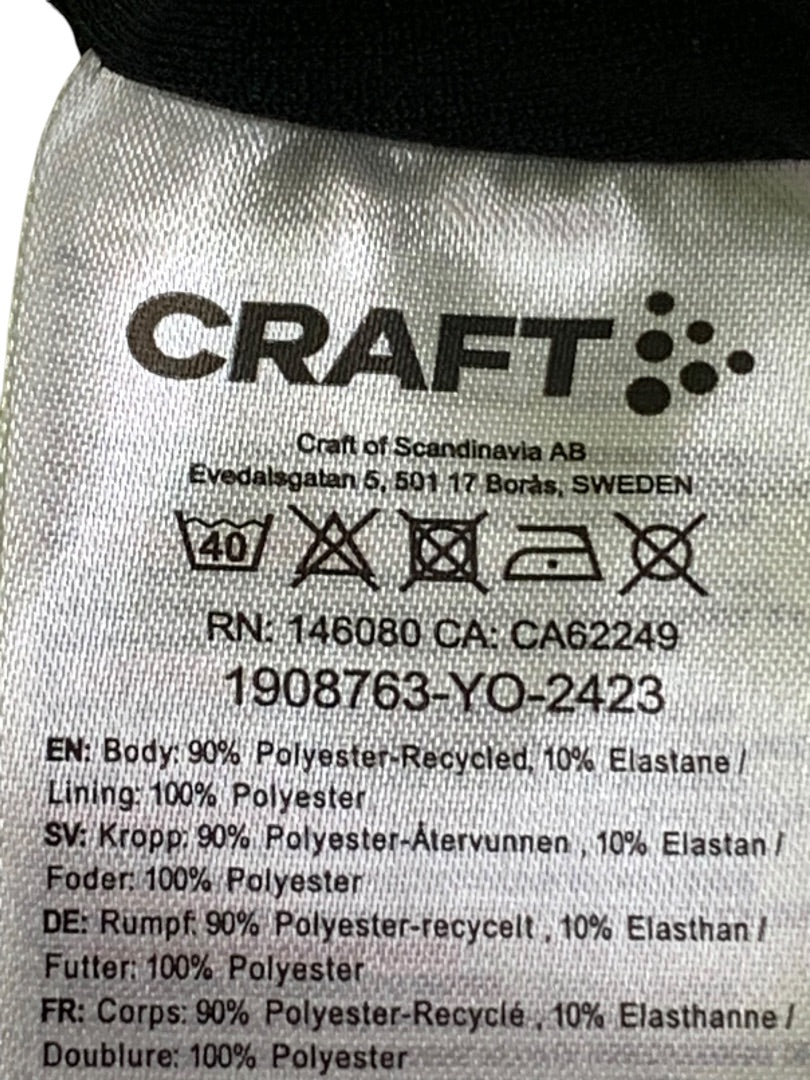 CRAFT
Craft of Scandinavia AB
Evedalsgatan 5, 501 17 Borås, SWEDEN
40
RN: 146080 CA: CA62249
1908763-YO-2423
EN: Body: 90% Polyester-Recycled, 10% Elastane /
Lining: 100% Polyester
SV: Kropp: 90% Polyester-Återvunnen , 10% Elastan /
Foder: 100% Polyester
DE: Rumpf: 90% Polyester-recycelt , 10% Elasthan /
Futter: 100% Polyester
FR: Corps: 90% Polyester-Recyclé , 10% Elasthanne /
Doublure: 100% Polyester